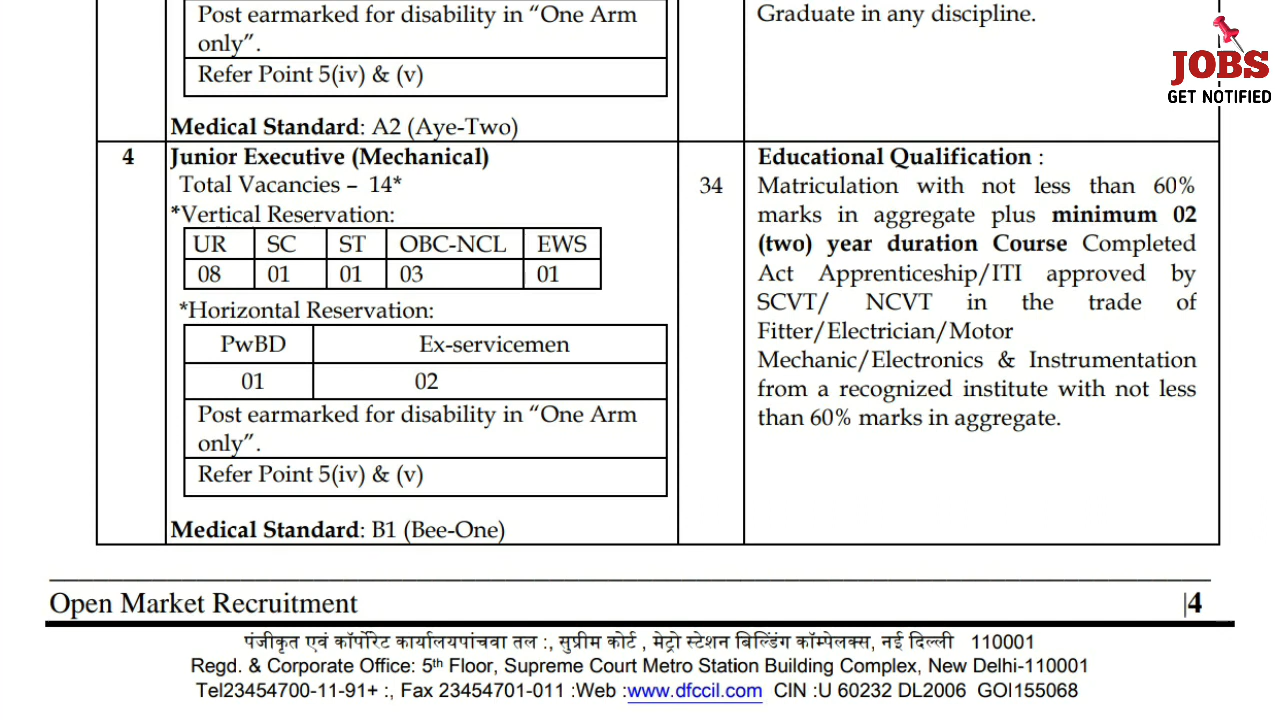 Post earmarked for disability in “One Arm
only”.
Refer Point 5(iv) & (v)
Medical Standard: A2 (Aye-Two)
Graduate in any discipline.
JOBS
GET NOTIFIED
4
Junior Executive (Mechanical)
Total Vacancies – 14*
*Vertical Reservation:
UR SC ST OBC-NCL EWS
08 01 01 03 01
*Horizontal Reservation:
PwBD Ex-servicemen
01 02
Post earmarked for disability in “One Arm
only”.
Refer Point 5(iv) & (v)
Medical Standard: B1 (Bee-One)
34
Educational Qualification :
Matriculation with not less than 60%
marks in aggregate plus minimum 02
(two) year duration Course Completed
Act Apprenticeship/ITI approved by
SCVT/ NCVT in the trade of
Fitter/Electrician/Motor
Mechanic/Electronics & Instrumentation
from a recognized institute with not less
than 60% marks in aggregate.
Open Market Recruitment |4
पंजीकृत एवं कॉर्पोरेट कार्यालयपांचवा तल :, सुप्रीम कोर्ट , मेट्रो स्टेशन बिल्डिंग कॉम्पेलक्स, नई दिल्ली 110001
Regd. & Corporate Office: 5th Floor, Supreme Court Metro Station Building Complex, New Delhi-110001
Tel23454700-11-91+ :, Fax 23454701-011 :Web :www.dfccil.com CIN :U 60232 DL2006 GOI155068